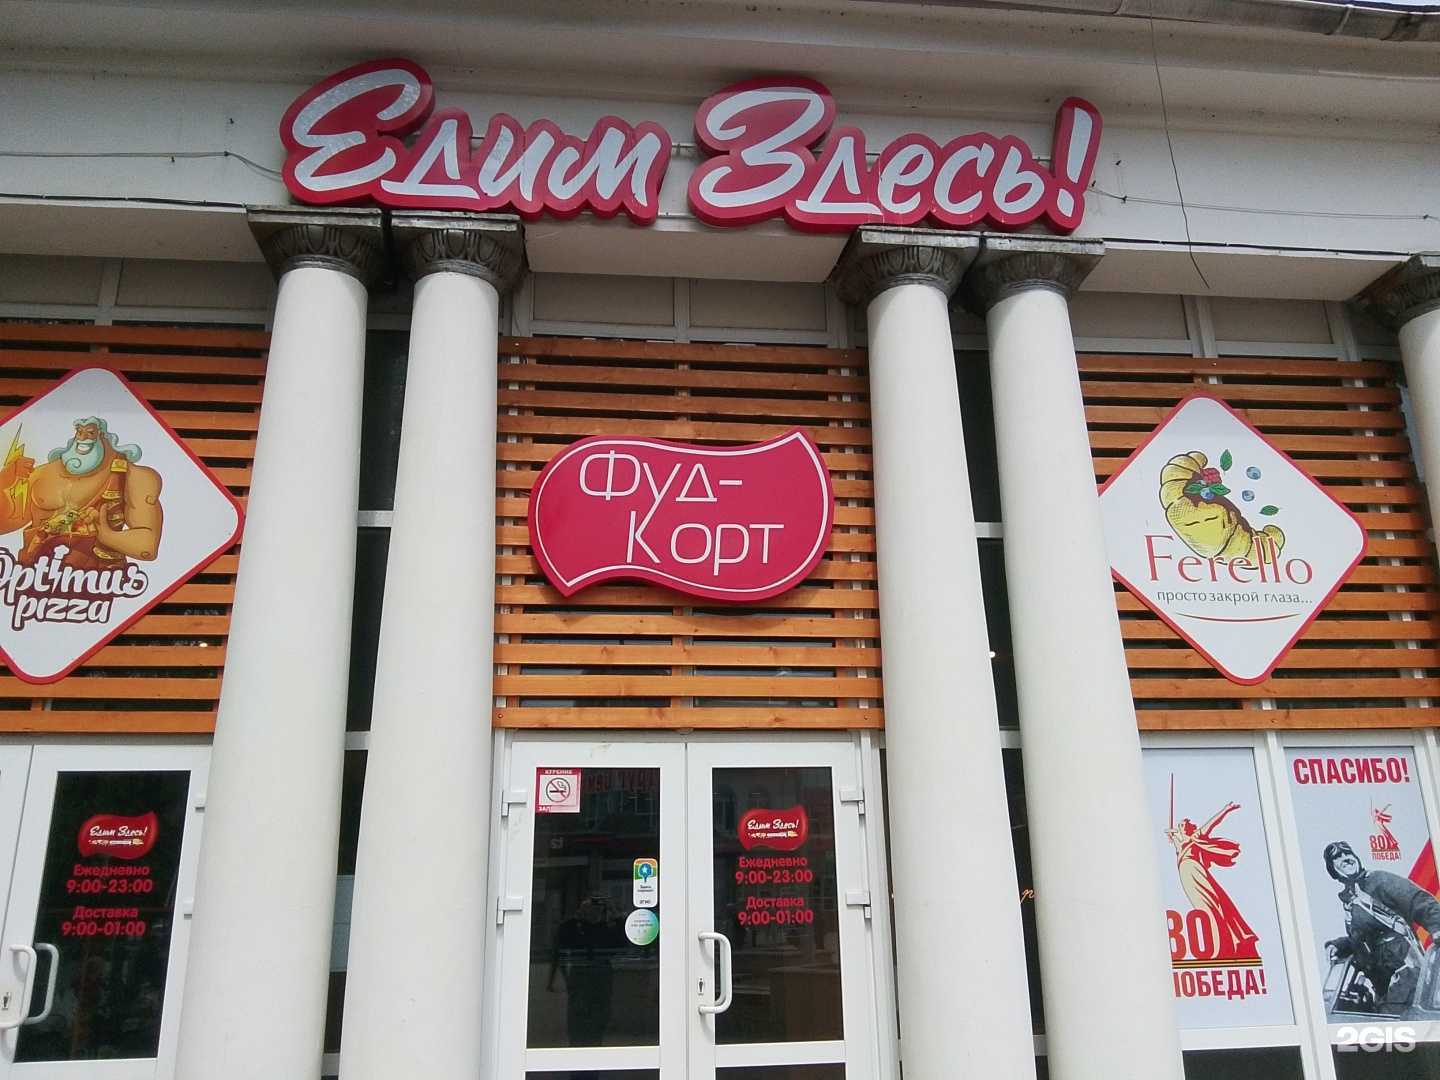 Едим Здесь!
Фуд-
Корт
Optimus
pizza
Ferello
просто закрой глаза...
Едим Здесь!
Ежедневно
9:00-23:00
Доставка
9:00-01:00
КУРЕНИЕ
Едим Здесь!
Ежедневно
9:00-23:00
Доставка
9:00-01:00
80
ПОБЕДА!
СПАСИБО!
80
ПОБЕДА!
2GIS